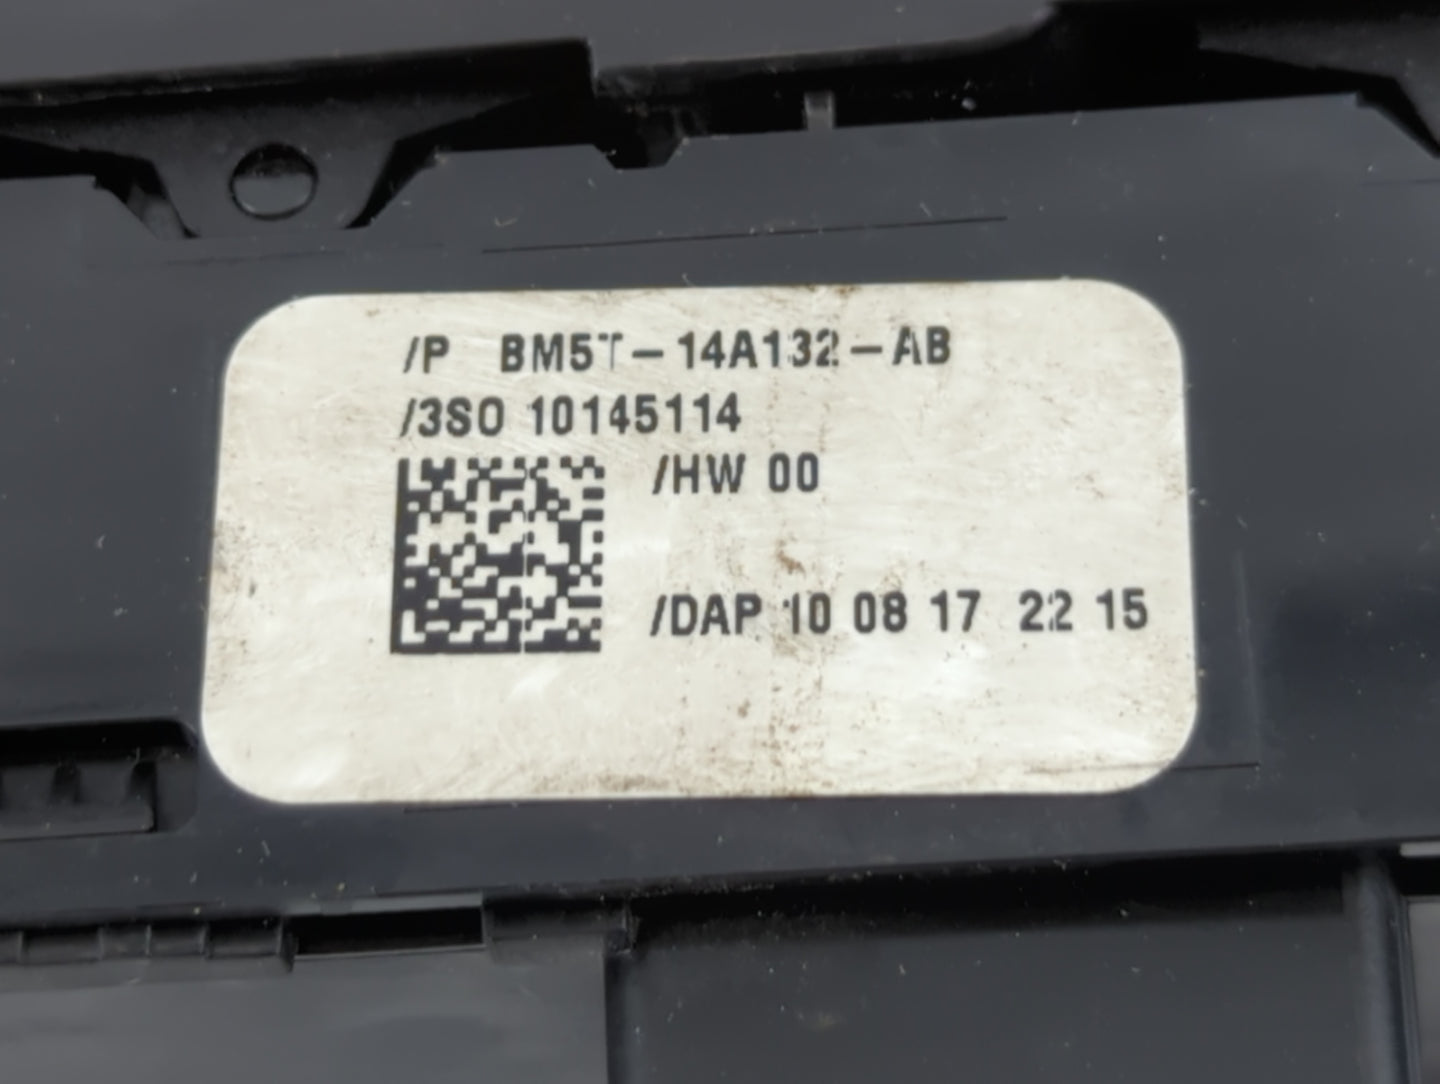 /P BM5T-14A132-AB
/3S0 10145114
/HW 00
/DAP 10 08 17 22 15